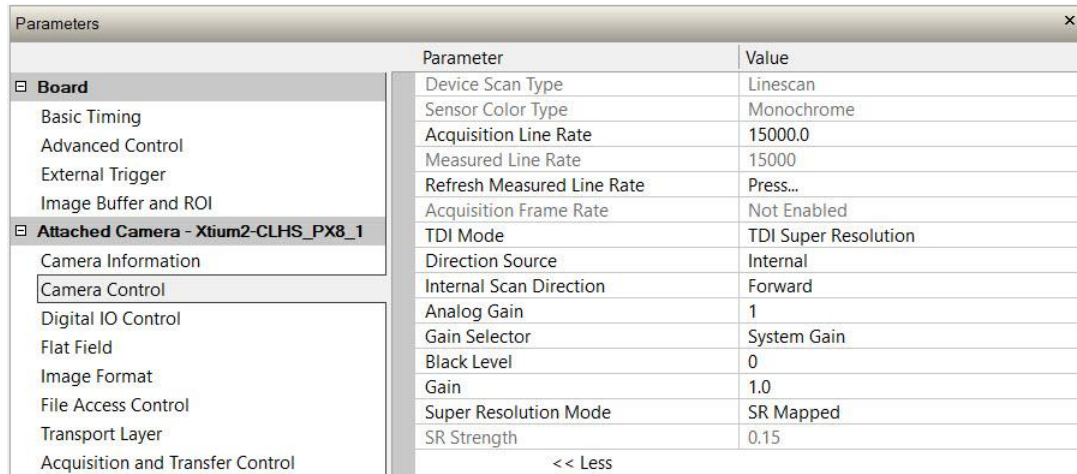 Parameters
×
Parameter Value
Board
Basic Timing
Advanced Control
External Trigger
Image Buffer and ROI
Attached Camera - Xtium2-CLHS_PX8_1
Camera Information
Camera Control
Digital IO Control
Flat Field
Image Format
File Access Control
Transport Layer
Acquisition and Transfer Control
Device Scan Type Linescan
Sensor Color Type Monochrome
Acquisition Line Rate 15000.0
Measured Line Rate 15000
Refresh Measured Line Rate Press...
Acquisition Frame Rate Not Enabled
TDI Mode TDI Super Resolution
Direction Source Internal
Internal Scan Direction Forward
Analog Gain 1
Gain Selector System Gain
Black Level 0
Gain 1.0
Super Resolution Mode SR Mapped
SR Strength 0.15
<< Less